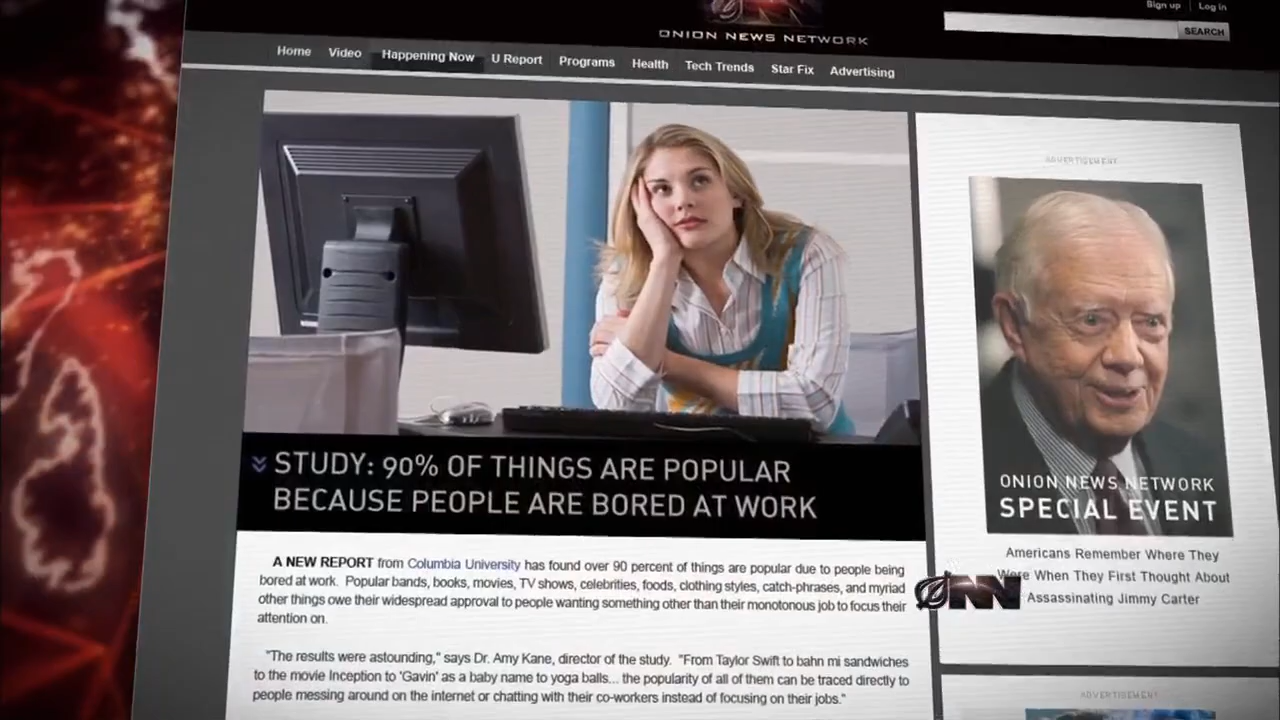 Sign up | Log in
ONION NEWS NETWORK
SEARCH
Home Video Happening Now U Report Programs Health Tech Trends Star Fix Advertising
ADVERTISEMENT
ONION NEWS NETWORK
SPECIAL EVENT
Americans Remember Where They
Were When They First Thought About
Assassinating Jimmy Carter
STUDY: 90% OF THINGS ARE POPULAR
BECAUSE PEOPLE ARE BORED AT WORK
A NEW REPORT from Columbia University has found over 90 percent of things are popular due to people being
bored at work. Popular bands, books, movies, TV shows, celebrities, foods, clothing styles, catch-phrases, and myriad
other things owe their widespread approval to people wanting something other than their monotonous job to focus their
attention on.
"The results were astounding," says Dr. Amy Kane, director of the study. "From Taylor Swift to bahn mi sandwiches
to the movie Inception to 'Gavin' as a baby name to yoga balls... the popularity of all of them can be traced directly to
people messing around on the internet or chatting with their co-workers instead of focusing on their jobs."
ONN
ADVERTISEMENT